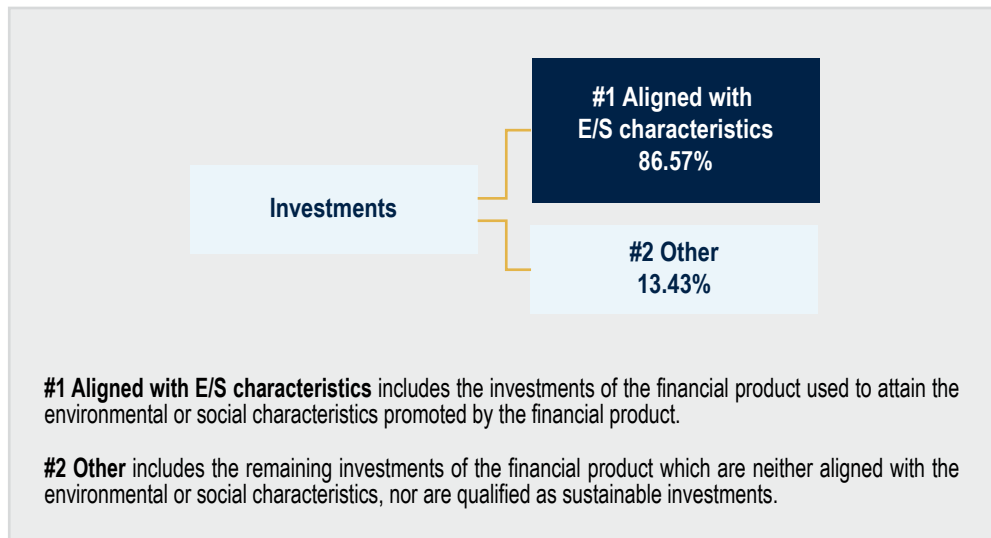 #1 Aligned with
E/S characteristics
86.57%
Investments
#2 Other
13.43%
#1 Aligned with E/S characteristics includes the investments of the financial product used to attain the
environmental or social characteristics promoted by the financial product.
#2 Other includes the remaining investments of the financial product which are neither aligned with the
environmental or social characteristics, nor are qualified as sustainable investments.